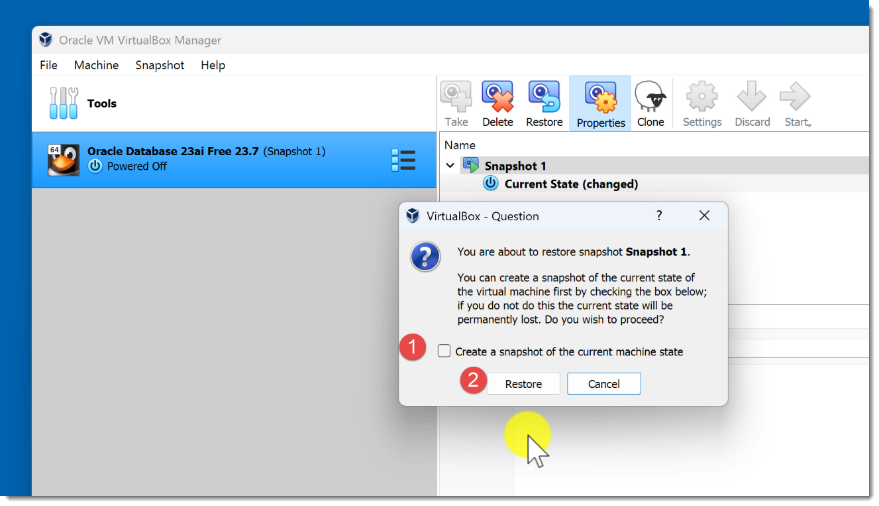 Oracle VM VirtualBox Manager
File Machine Snapshot Help
Tools
Take Delete Restore Properties Clone Settings Discard Start
64
Oracle Database 23ai Free 23.7 (Snapshot 1)
Powered Off
Name
Snapshot 1
Current State (changed)
VirtualBox - Question ?
You are about to restore snapshot Snapshot 1.
You can create a snapshot of the current state of
the virtual machine first by checking the box below;
if you do not do this the current state will be
permanently lost. Do you wish to proceed?
1
Create a snapshot of the current machine state
2
Restore Cancel